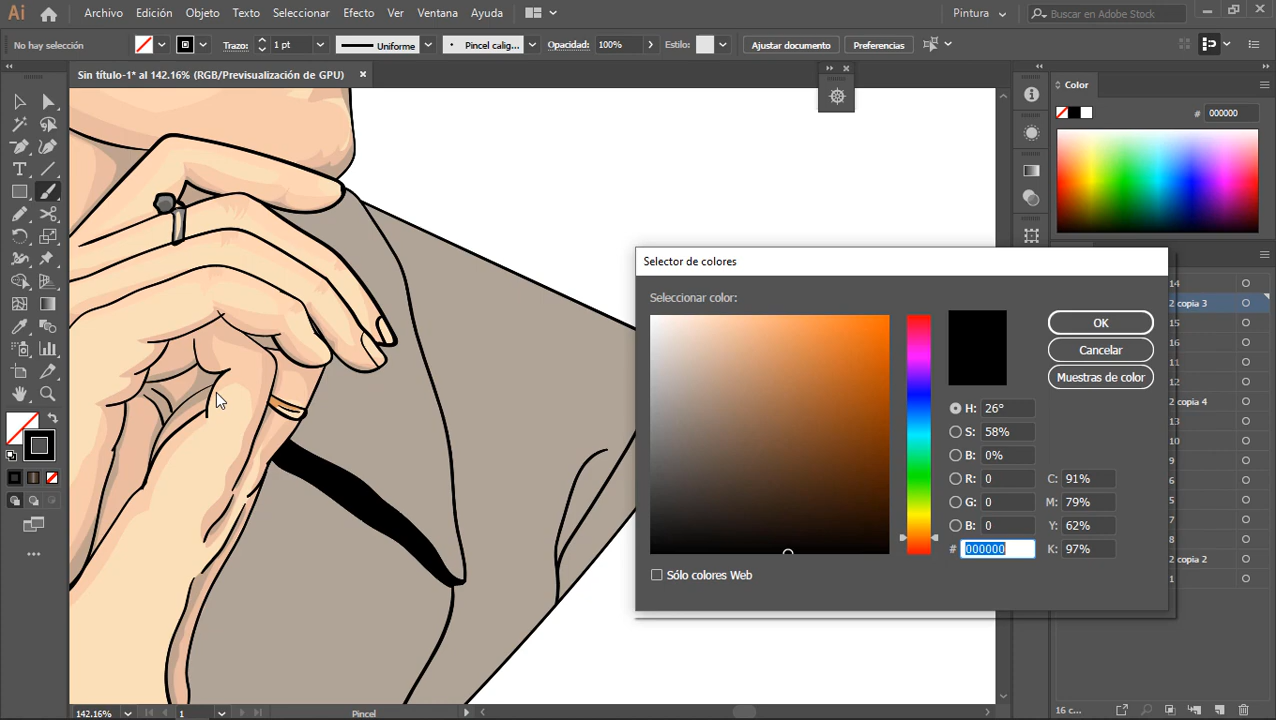 Ai Archivo Edición Objeto Texto Seleccionar Efecto Ver Ventana Ayuda Pintura Buscar en Adobe Stock
No hay selección Trazo: 1 pt Uniforme Pincel calig... Opacidad: 100% Estilo: Ajustar documento Preferencias
Sin título-1* al 142.16% (RGB/Previsualización de GPU)
Color
# 000000
Selector de colores
Seleccionar color:
OK
Cancelar
Muestras de color
H: 26°
S: 58%
B: 0%
R: 0 C: 91%
G: 0 M: 79%
B: 0 Y: 62%
# 000000 K: 97%
Sólo colores Web
14
2 copia 3
15
16
11
12
2 copia 4
13
10
9
6
5
7
8
2 copia 2
1
142.16% 1 Pincel 16 c...